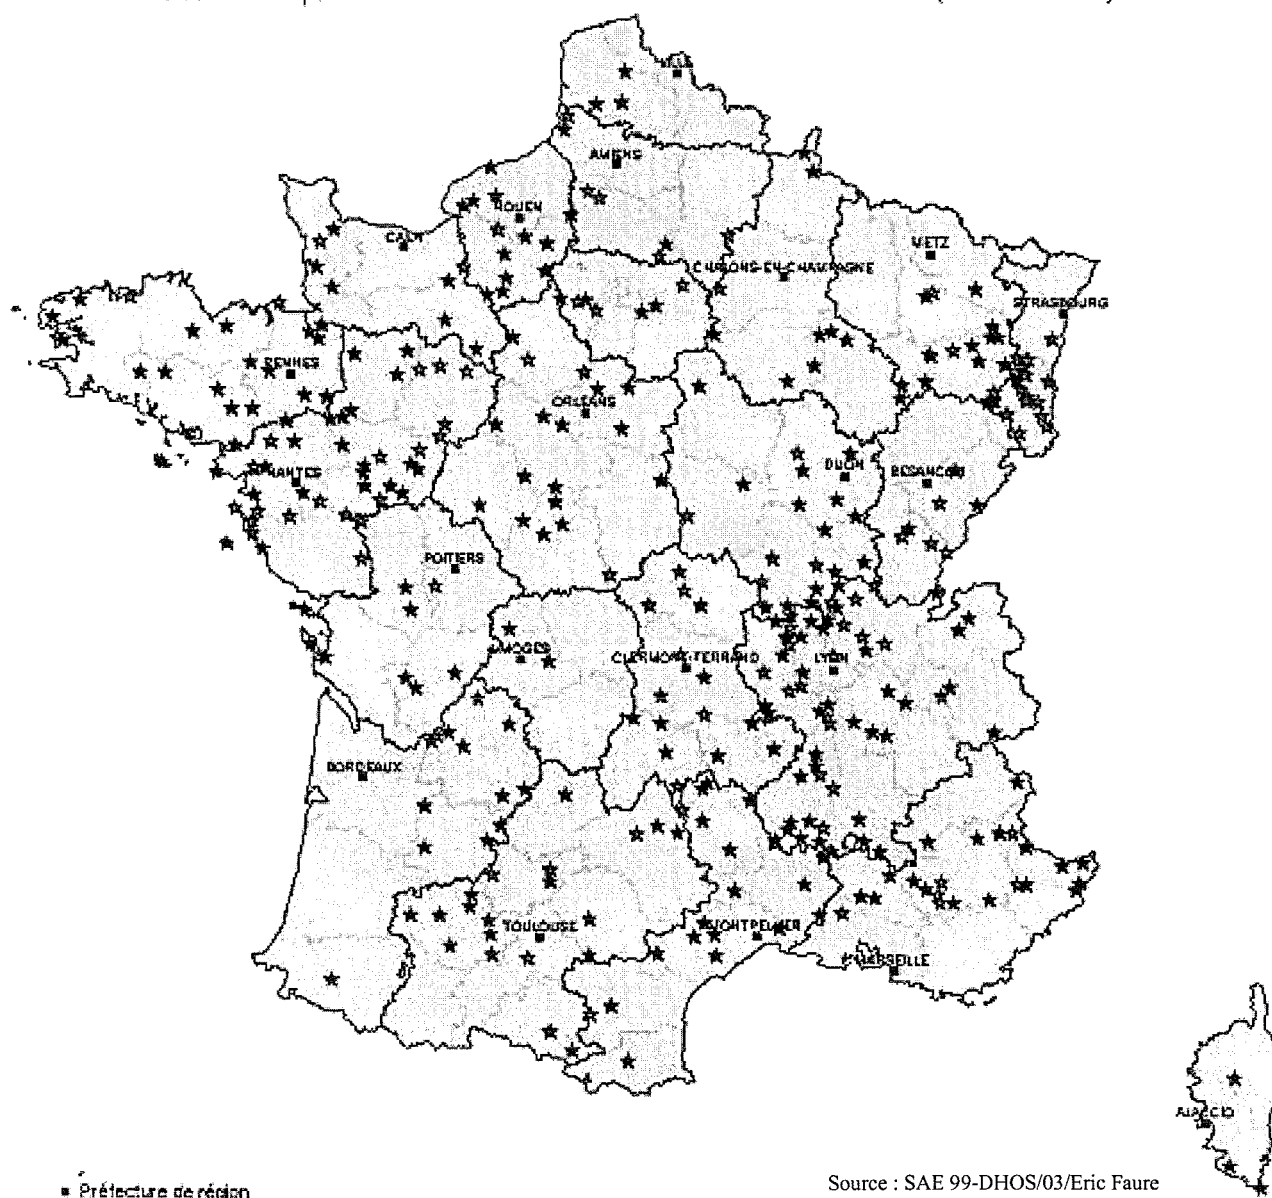 LILLE
AMIENS
ROUEN
CAEN
METZ
CHALONS-EN-CHAMPAGNE
STRASBOURG
RENNES
ORLEANS
NANTES
DIJON
BESANCON
POITIERS
LIMOGES
CLERMONT-FERRAND
LYON
BORDEAUX
TOULOUSE
MONTPELLIER
MARSEILLE
AJACCIO
Préfecture de région
Source : SAE 99-DHOS/03/Eric Faure